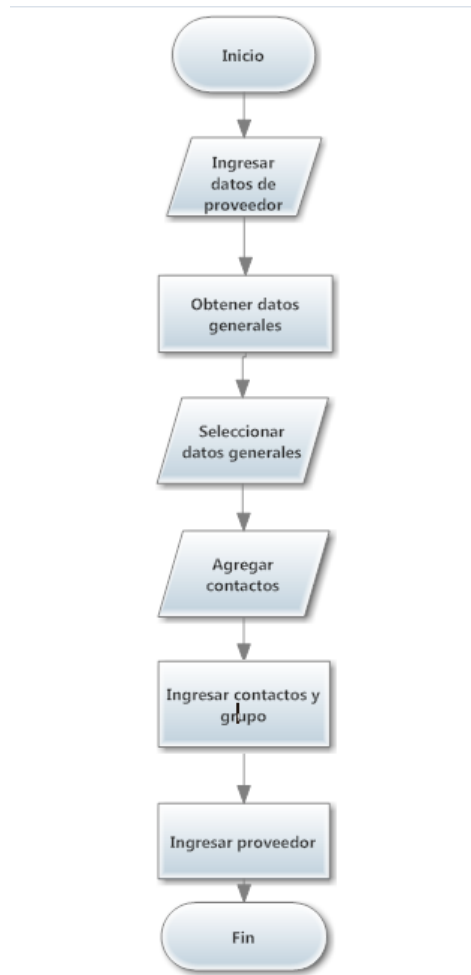 Inicio
Ingresar
datos de
proveedor
Obtener datos
generales
Seleccionar
datos generales
Agregar
contactos
Ingresar contactos y
grupo
Ingresar proveedor
Fin